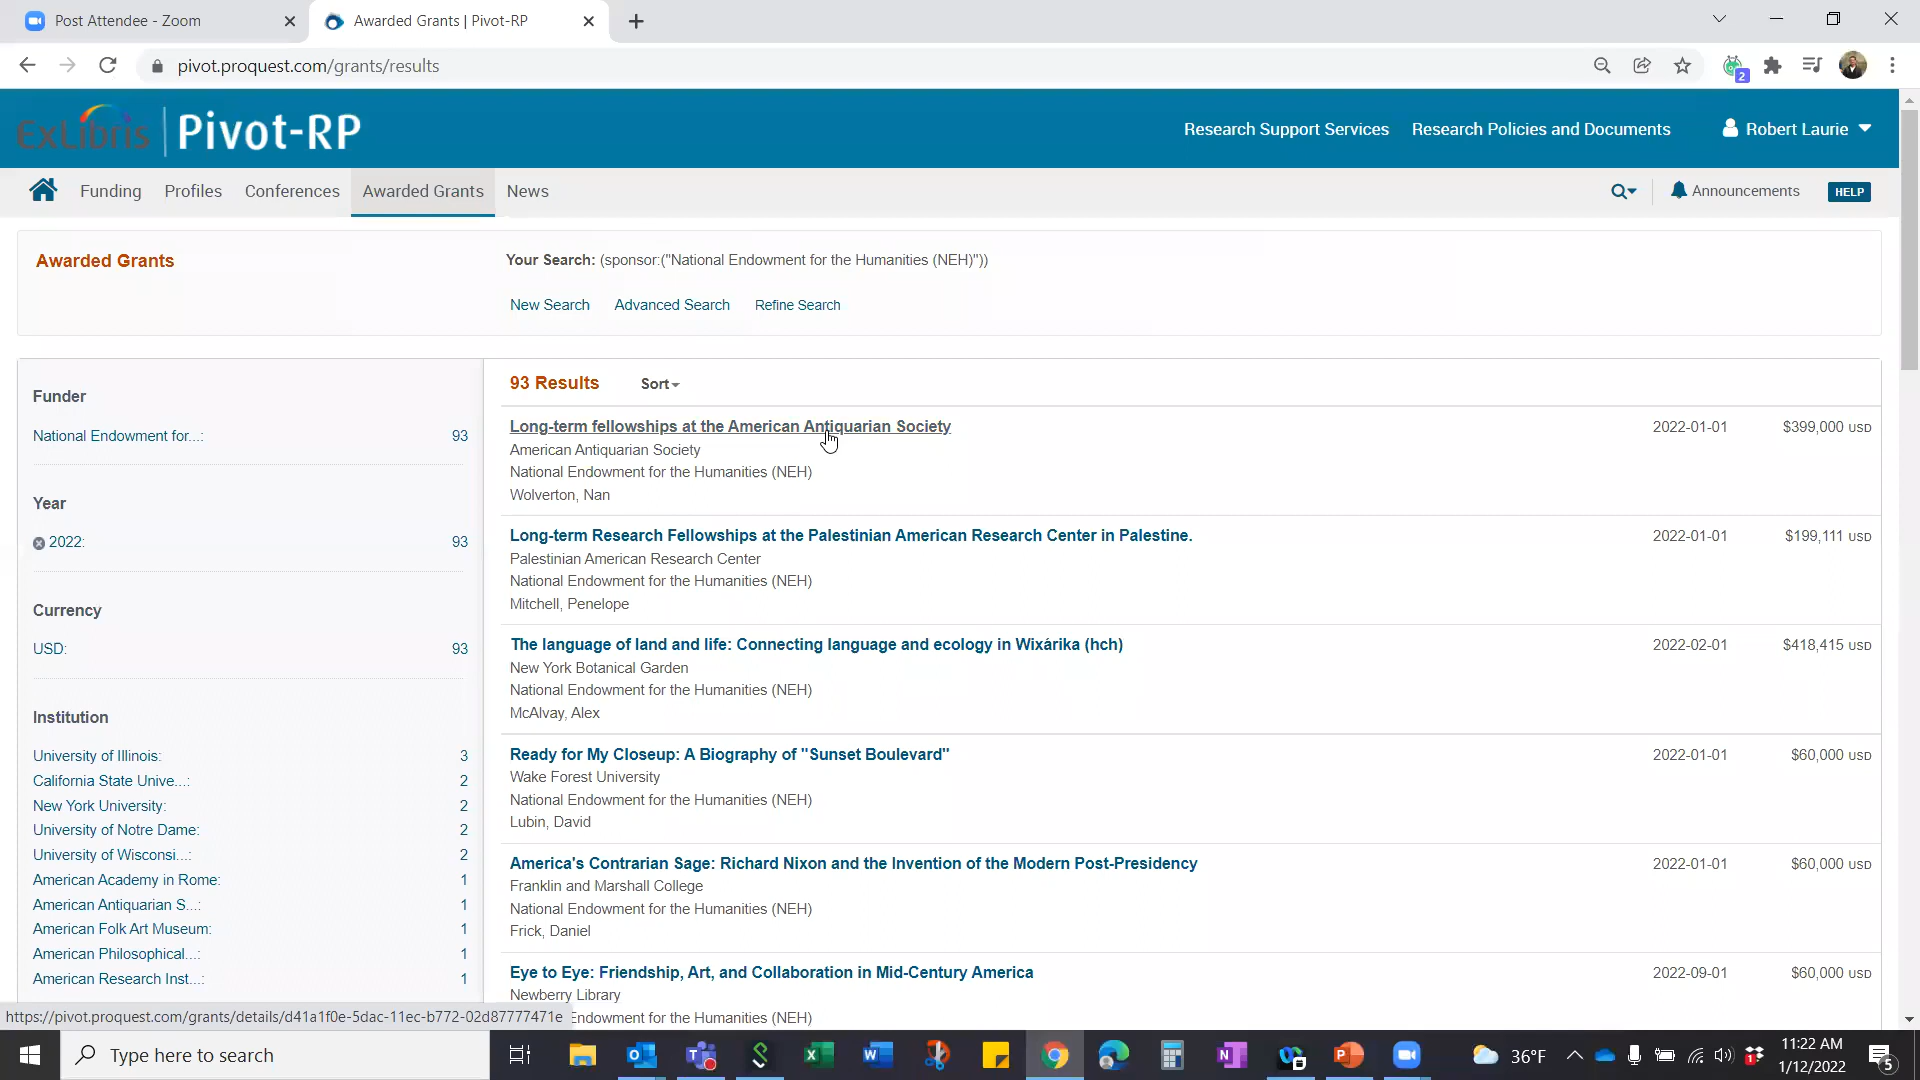 Post Attendee - Zoom
Awarded Grants | Pivot-RP
pivot.proquest.com/grants/results
2
ExLibris | Pivot-RP
Research Support Services
Research Policies and Documents
Robert Laurie
Funding
Profiles
Conferences
Awarded Grants
News
Announcements
HELP
Awarded Grants
Your Search: (sponsor:("National Endowment for the Humanities (NEH)"))
New Search
Advanced Search
Refine Search
Funder
National Endowment for...: 93
Year
2022: 93
Currency
USD: 93
Institution
University of Illinois: 3
California State Unive...: 2
New York University: 2
University of Notre Dame: 2
University of Wisconsi...: 2
American Academy in Rome: 1
American Antiquarian S...: 1
American Folk Art Museum: 1
American Philosophical...: 1
American Research Inst...: 1
93 Results
Sort
Long-term fellowships at the American Antiquarian Society 2022-01-01 $399,000 USD
American Antiquarian Society
National Endowment for the Humanities (NEH)
Wolverton, Nan
Long-term Research Fellowships at the Palestinian American Research Center in Palestine. 2022-01-01 $199,111 USD
Palestinian American Research Center
National Endowment for the Humanities (NEH)
Mitchell, Penelope
The language of land and life: Connecting language and ecology in Wixárika (hch) 2022-02-01 $418,415 USD
New York Botanical Garden
National Endowment for the Humanities (NEH)
McAlvay, Alex
Ready for My Closeup: A Biography of "Sunset Boulevard" 2022-01-01 $60,000 USD
Wake Forest University
National Endowment for the Humanities (NEH)
Lubin, David
America's Contrarian Sage: Richard Nixon and the Invention of the Modern Post-Presidency 2022-01-01 $60,000 USD
Franklin and Marshall College
National Endowment for the Humanities (NEH)
Frick, Daniel
Eye to Eye: Friendship, Art, and Collaboration in Mid-Century America 2022-09-01 $60,000 USD
Newberry Library
Endowment for the Humanities (NEH)
https://pivot.proquest.com/grants/details/d41a1f0e-5dac-11ec-b772-02d87777471e
Type here to search
36°F
11:22 AM
1/12/2022
5